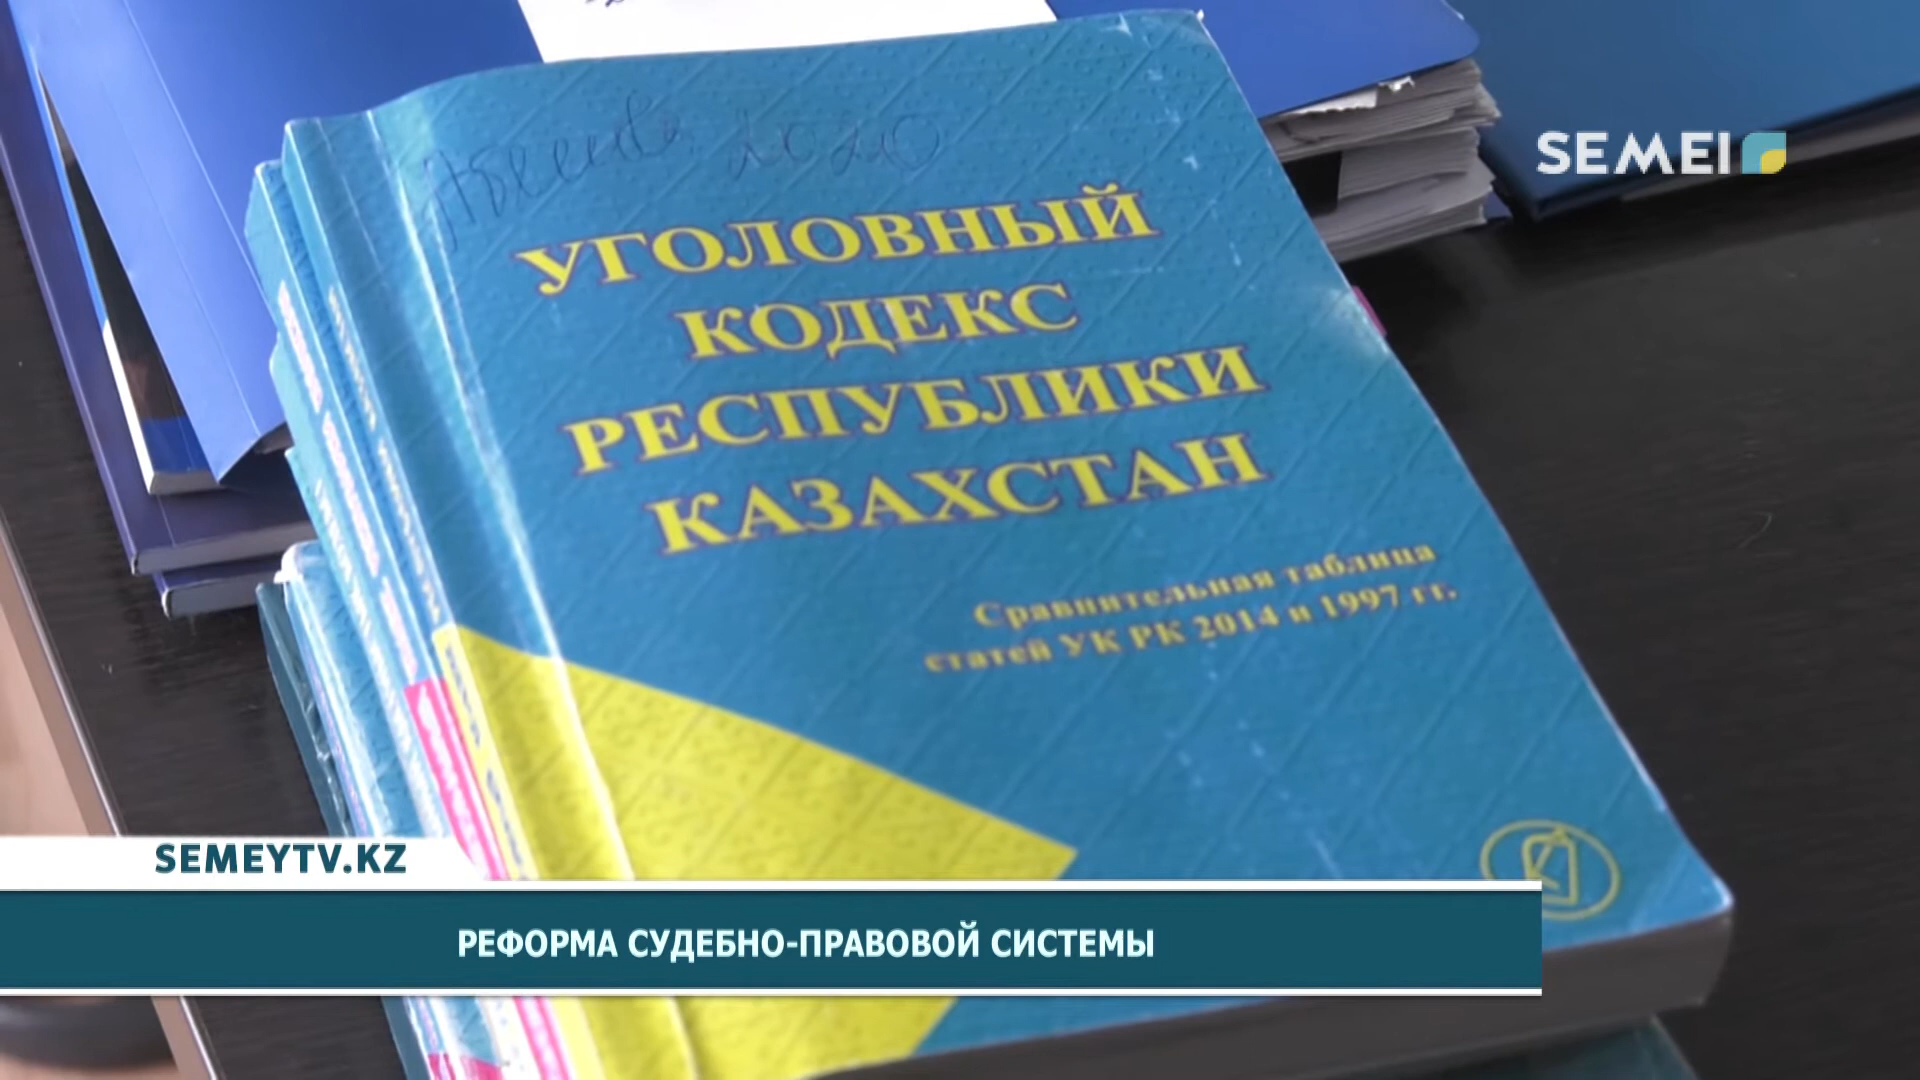 SEMEI
2020
УГОЛОВНЫЙ
КОДЕКС
РЕСПУБЛИКИ
КАЗАХСТАН
Сравнительная таблица
статей УК РК 2014 и 1997 гг.
SEMEYTV.KZ
РЕФОРМА СУДЕБНО-ПРАВОВОЙ СИСТЕМЫ